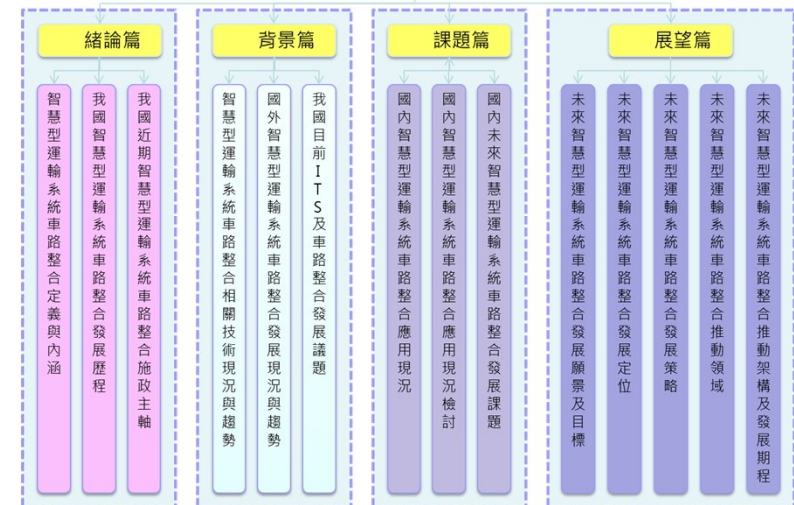 緒論篇
智慧型運輸系統車路整合定義與內涵
我國智慧型運輸系統車路整合發展歷程
我國近期智慧型運輸系統車路整合施政主軸
背景篇
智慧型運輸系統車路整合相關技術現況與趨勢
國外智慧型運輸系統車路整合發展現況與趨勢
我國目前ITS及車路整合發展議題
課題篇
國內智慧型運輸系統車路整合應用現況
國內智慧型運輸系統車路整合應用現況檢討
國內未來智慧型運輸系統車路整合發展課題
展望篇
未來智慧型運輸系統車路整合發展願景及目標
未來智慧型運輸系統車路整合發展定位
未來智慧型運輸系統車路整合發展策略
未來智慧型運輸系統車路整合推動領域
未來智慧型運輸系統車路整合推動架構及發展期程